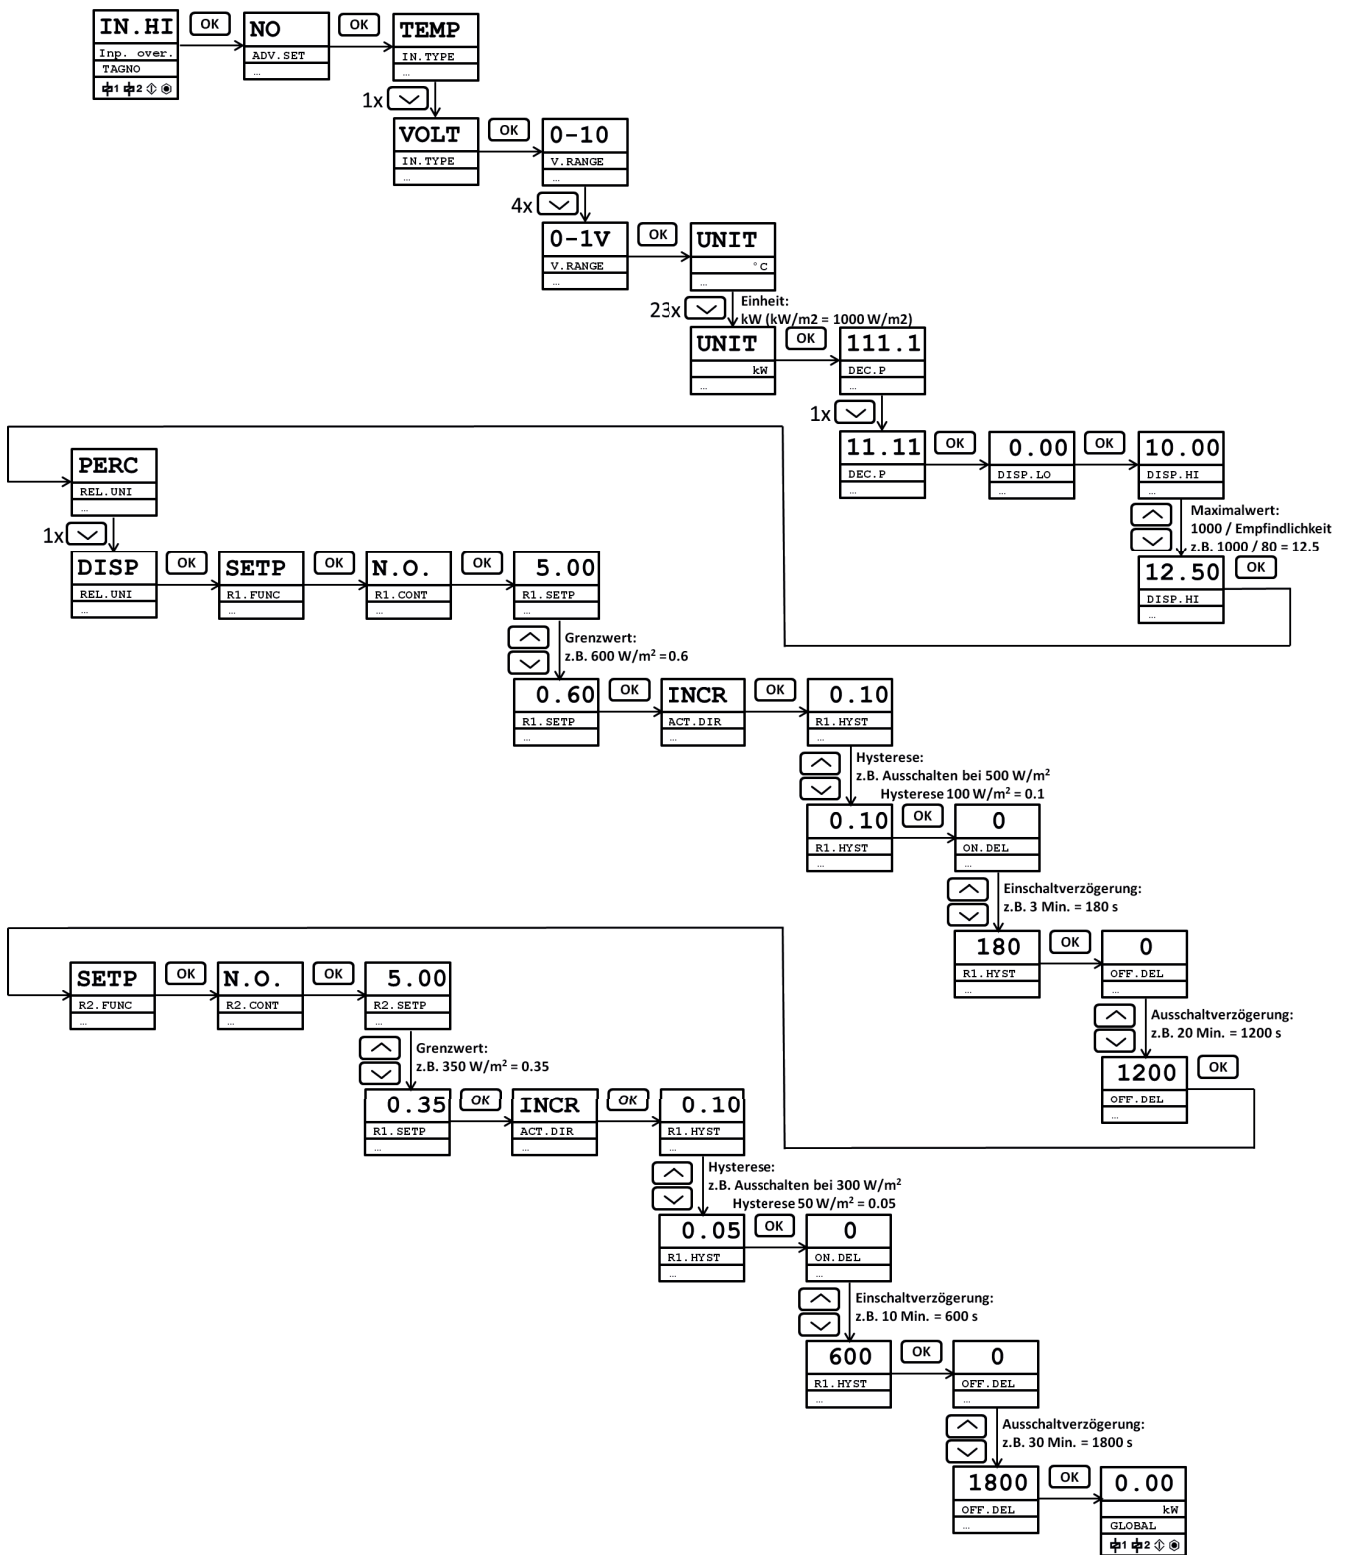 IN.HI
Inp. over.
TAGNO
1 2
OK
NO
ADV.SET
...
OK
TEMP
IN.TYPE
...
1x
VOLT
IN.TYPE
...
OK
0-10
V.RANGE
...
4x
0-1V
V.RANGE
...
OK
UNIT
°C
...
23x
Einheit:
kW (kW/m2 = 1000 W/m2)
UNIT
kW
...
OK
111.1
DEC.P
...
1x
11.11
DEC.P
...
OK
0.00
DISP.LO
...
OK
10.00
DISP.HI
...
Maximalwert:
1000 / Empfindlichkeit
z.B. 1000 / 80 = 12.5
12.50
DISP.HI
...
OK
PERC
REL.UNI
...
1x
DISP
REL.UNI
...
OK
SETP
R1.FUNC
...
OK
N.O.
R1.CONT
...
OK
5.00
R1.SETP
...
Grenzwert:
z.B. 600 W/m² =0.6
0.60
R1.SETP
...
OK
INCR
ACT.DIR
...
OK
0.10
R1.HYST
...
Hysterese:
z.B. Ausschalten bei 500 W/m²
Hysterese 100 W/m² = 0.1
0.10
R1.HYST
...
OK
0
ON.DEL
...
Einschaltverzögerung:
z.B. 3 Min. = 180 s
180
R1.HYST
...
OK
0
OFF.DEL
...
Ausschaltverzögerung:
z.B. 20 Min. = 1200 s
1200
OFF.DEL
...
OK
SETP
R2.FUNC
...
OK
N.O.
R2.CONT
...
OK
5.00
R2.SETP
...
Grenzwert:
z.B. 350 W/m² = 0.35
0.35
R1.SETP
...
OK
INCR
ACT.DIR
...
OK
0.10
R1.HYST
...
Hysterese:
z.B. Ausschalten bei 300 W/m²
Hysterese 50 W/m² = 0.05
0.05
R1.HYST
...
OK
0
ON.DEL
...
Einschaltverzögerung:
z.B. 10 Min. = 600 s
600
R1.HYST
...
OK
0
OFF.DEL
...
Ausschaltverzögerung:
z.B. 30 Min. = 1800 s
1800
OFF.DEL
...
OK
0.00
kW
GLOBAL
1 2